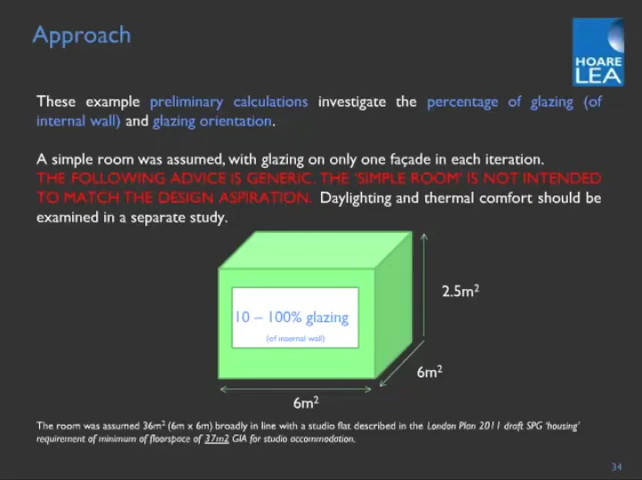 Approach
HOARE
LEA
These example preliminary calculations investigate the percentage of glazing (of
internal wall) and glazing orientation.
A simple room was assumed, with glazing on only one façade in each iteration.
THE FOLLOWING ADVICE IS GENERIC. THE 'SIMPLE ROOM' IS NOT INTENDED
TO MATCH THE DESIGN ASPIRATION. Daylighting and thermal comfort should be
examined in a separate study.
2.5m²
10 – 100% glazing
(of internal wall)
6m²
6m²
The room was assumed 36m² (6m x 6m) broadly in line with a studio flat described in the London Plan 2011 draft SPG 'housing'
requirement of minimum of floorspace of 37m2 GIA for studio accommodation.
34